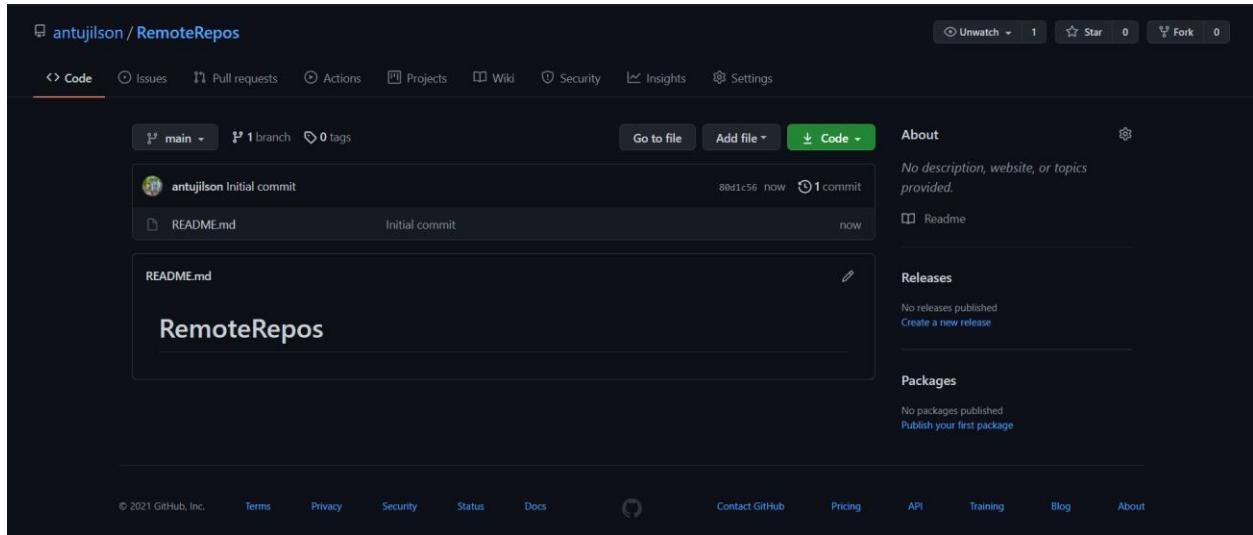 antujilson / RemoteRepos
Unwatch 1 Star 0 Fork 0
<> Code Issues Pull requests Actions Projects Wiki Security Insights Settings
main 1 branch 0 tags Go to file Add file Code
antujilson Initial commit 80d1c56 now 1 commit
README.md Initial commit now
README.md
RemoteRepos
About
No description, website, or topics
provided.
Readme
Releases
No releases published
Create a new release
Packages
No packages published
Publish your first package
© 2021 GitHub, Inc. Terms Privacy Security Status Docs Contact GitHub Pricing API Training Blog About